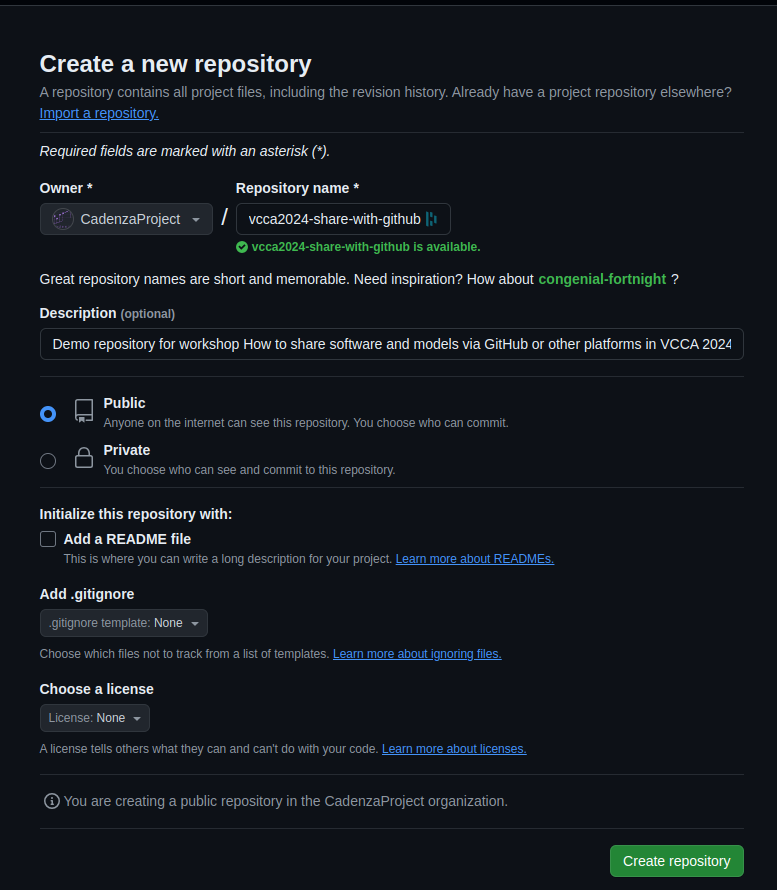 Create a new repository
A repository contains all project files, including the revision history. Already have a project repository elsewhere?
Import a repository.
Required fields are marked with an asterisk (*).
Owner * Repository name *
CadenzaProject / vcca2024-share-with-github
vcca2024-share-with-github is available.
Great repository names are short and memorable. Need inspiration? How about congenial-fortnight ?
Description (optional)
Demo repository for workshop How to share software and models via GitHub or other platforms in VCCA 2024
Public
Anyone on the internet can see this repository. You choose who can commit.
Private
You choose who can see and commit to this repository.
Initialize this repository with:
Add a README file
This is where you can write a long description for your project. Learn more about READMEs.
Add .gitignore
.gitignore template: None
Choose which files not to track from a list of templates. Learn more about ignoring files.
Choose a license
License: None
A license tells others what they can and can't do with your code. Learn more about licenses.
You are creating a public repository in the CadenzaProject organization.
Create repository